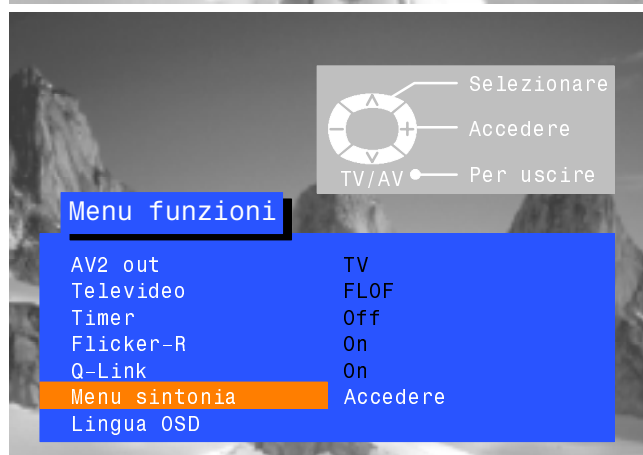 Selezionare
Accedere
TV/AV Per uscire
Menu funzioni
AV2 out TV
Televideo FLOF
Timer Off
Flicker-R On
Q-Link On
Menu sintonia Accedere
Lingua OSD